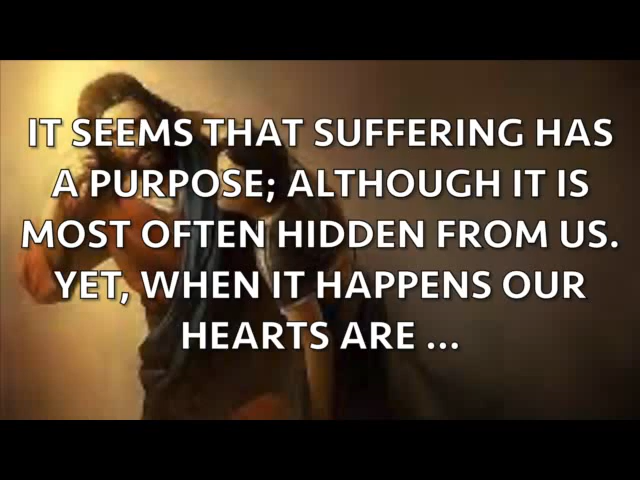 IT SEEMS THAT SUFFERING HAS
A PURPOSE; ALTHOUGH IT IS
MOST OFTEN HIDDEN FROM US.
YET, WHEN IT HAPPENS OUR
HEARTS ARE ...